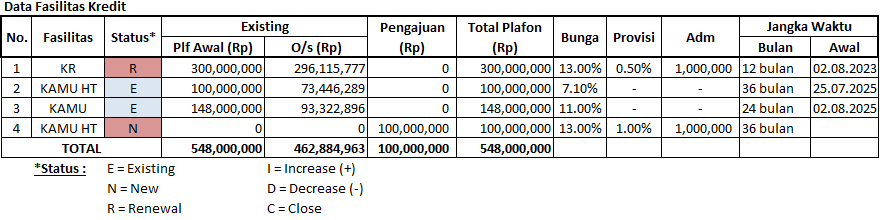 Data Fasilitas Kredit
No. Fasilitas Status* Existing Pengajuan (Rp) Total Plafon (Rp) Bunga Provisi Adm Jangka Waktu
Plf Awal (Rp) O/s (Rp) Bulan Awal
1 KR R 300,000,000 296,115,777 0 300,000,000 13.00% 0.50% 1,000,000 12 bulan 02.08.2023
2 KAMU HT E 100,000,000 73,446,289 0 100,000,000 7.10% - - 36 bulan 25.07.2025
3 KAMU E 148,000,000 93,322,896 0 148,000,000 11.00% - - 24 bulan 02.08.2025
4 KAMU HT N 0 0 100,000,000 100,000,000 13.00% 1.00% 1,000,000 36 bulan
TOTAL 548,000,000 462,884,963 100,000,000 548,000,000
*Status : E = Existing I = Increase (+)
N = New D = Decrease (-)
R = Renewal C = Close